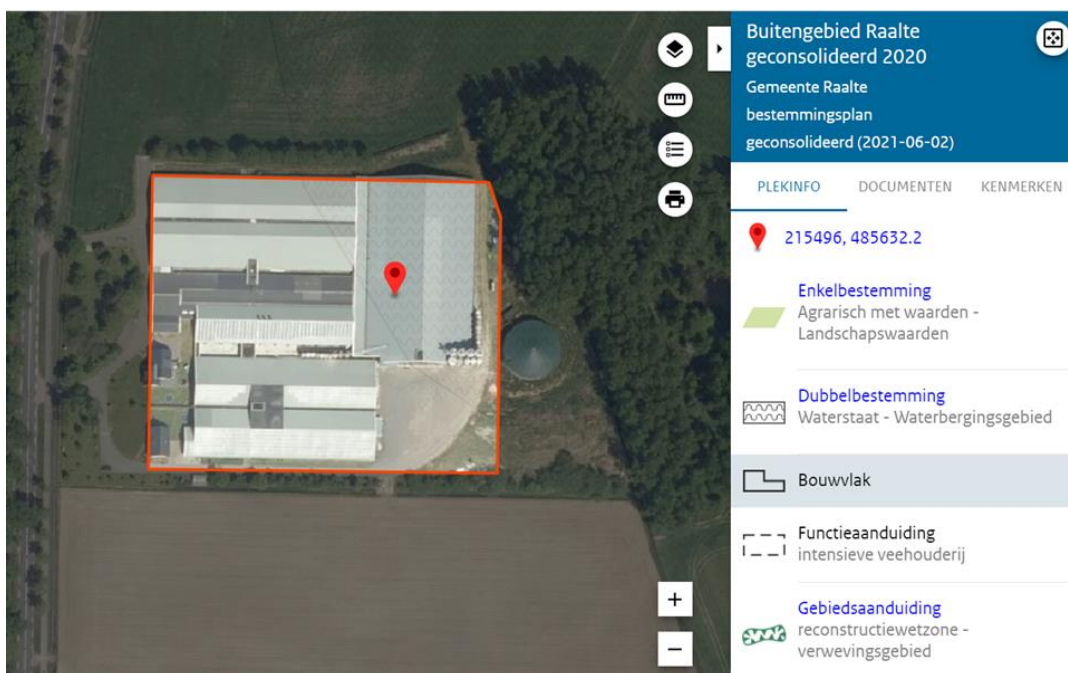 Buitengebied Raalte
geconsolideerd 2020
Gemeente Raalte
bestemmingsplan
geconsolideerd (2021-06-02)
PLEKINFO DOCUMENTEN KENMERKEN
215496, 485632.2
Enkelbestemming
Agrarisch met waarden -
Landschapswaarden
Dubbelbestemming
Waterstaat - Waterbergingsgebied
Bouwvlak
Functieaanduiding
intensieve veehouderij
Gebiedsaanduiding
reconstructiewetzone -
verwevingsgebied